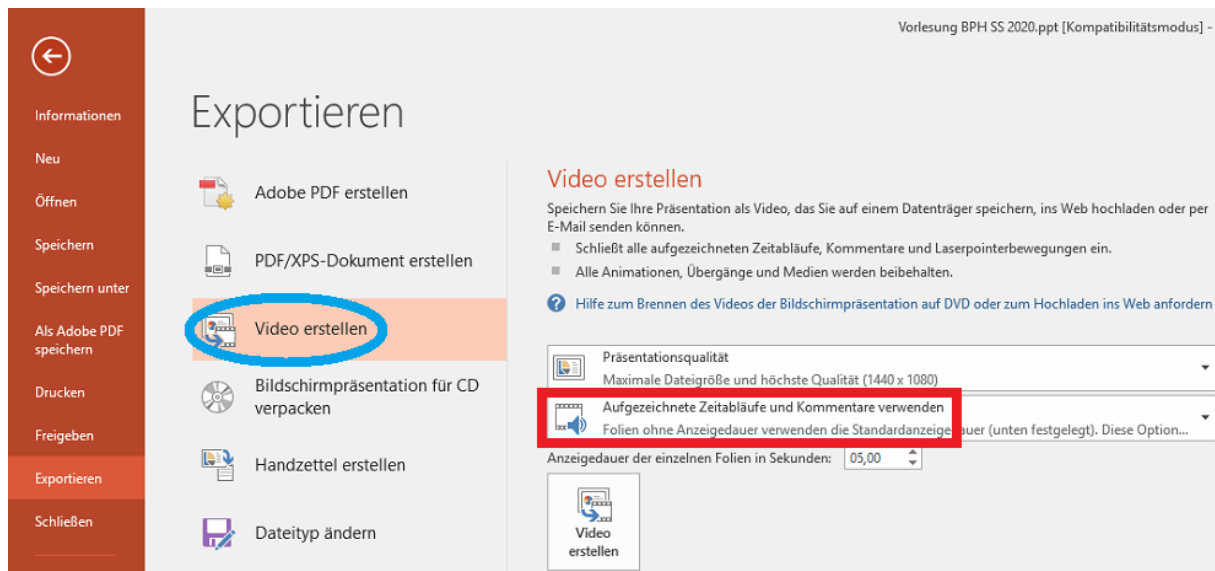 Vorlesung BPH SS 2020.ppt [Kompatibilitätsmodus] -
Informationen
Neu
Öffnen
Speichern
Speichern unter
Als Adobe PDF
speichern
Drucken
Freigeben
Exportieren
Schließen
Exportieren
Adobe PDF erstellen
PDF/XPS-Dokument erstellen
Video erstellen
Bildschirmpräsentation für CD
verpacken
Handzettel erstellen
Dateityp ändern
Video erstellen
Speichern Sie Ihre Präsentation als Video, das Sie auf einem Datenträger speichern, ins Web hochladen oder per
E-Mail senden können.
Schließt alle aufgezeichneten Zeitabläufe, Kommentare und Laserpointerbewegungen ein.
Alle Animationen, Übergänge und Medien werden beibehalten.
Hilfe zum Brennen des Videos der Bildschirmpräsentation auf DVD oder zum Hochladen ins Web anfordern
Präsentationsqualität
Maximale Dateigröße und höchste Qualität (1440 x 1080)
Aufgezeichnete Zeitabläufe und Kommentare verwenden
Folien ohne Anzeigedauer verwenden die Standardanzeigedauer (unten festgelegt). Diese Option...
Anzeigedauer der einzelnen Folien in Sekunden: 05,00
Video
erstellen